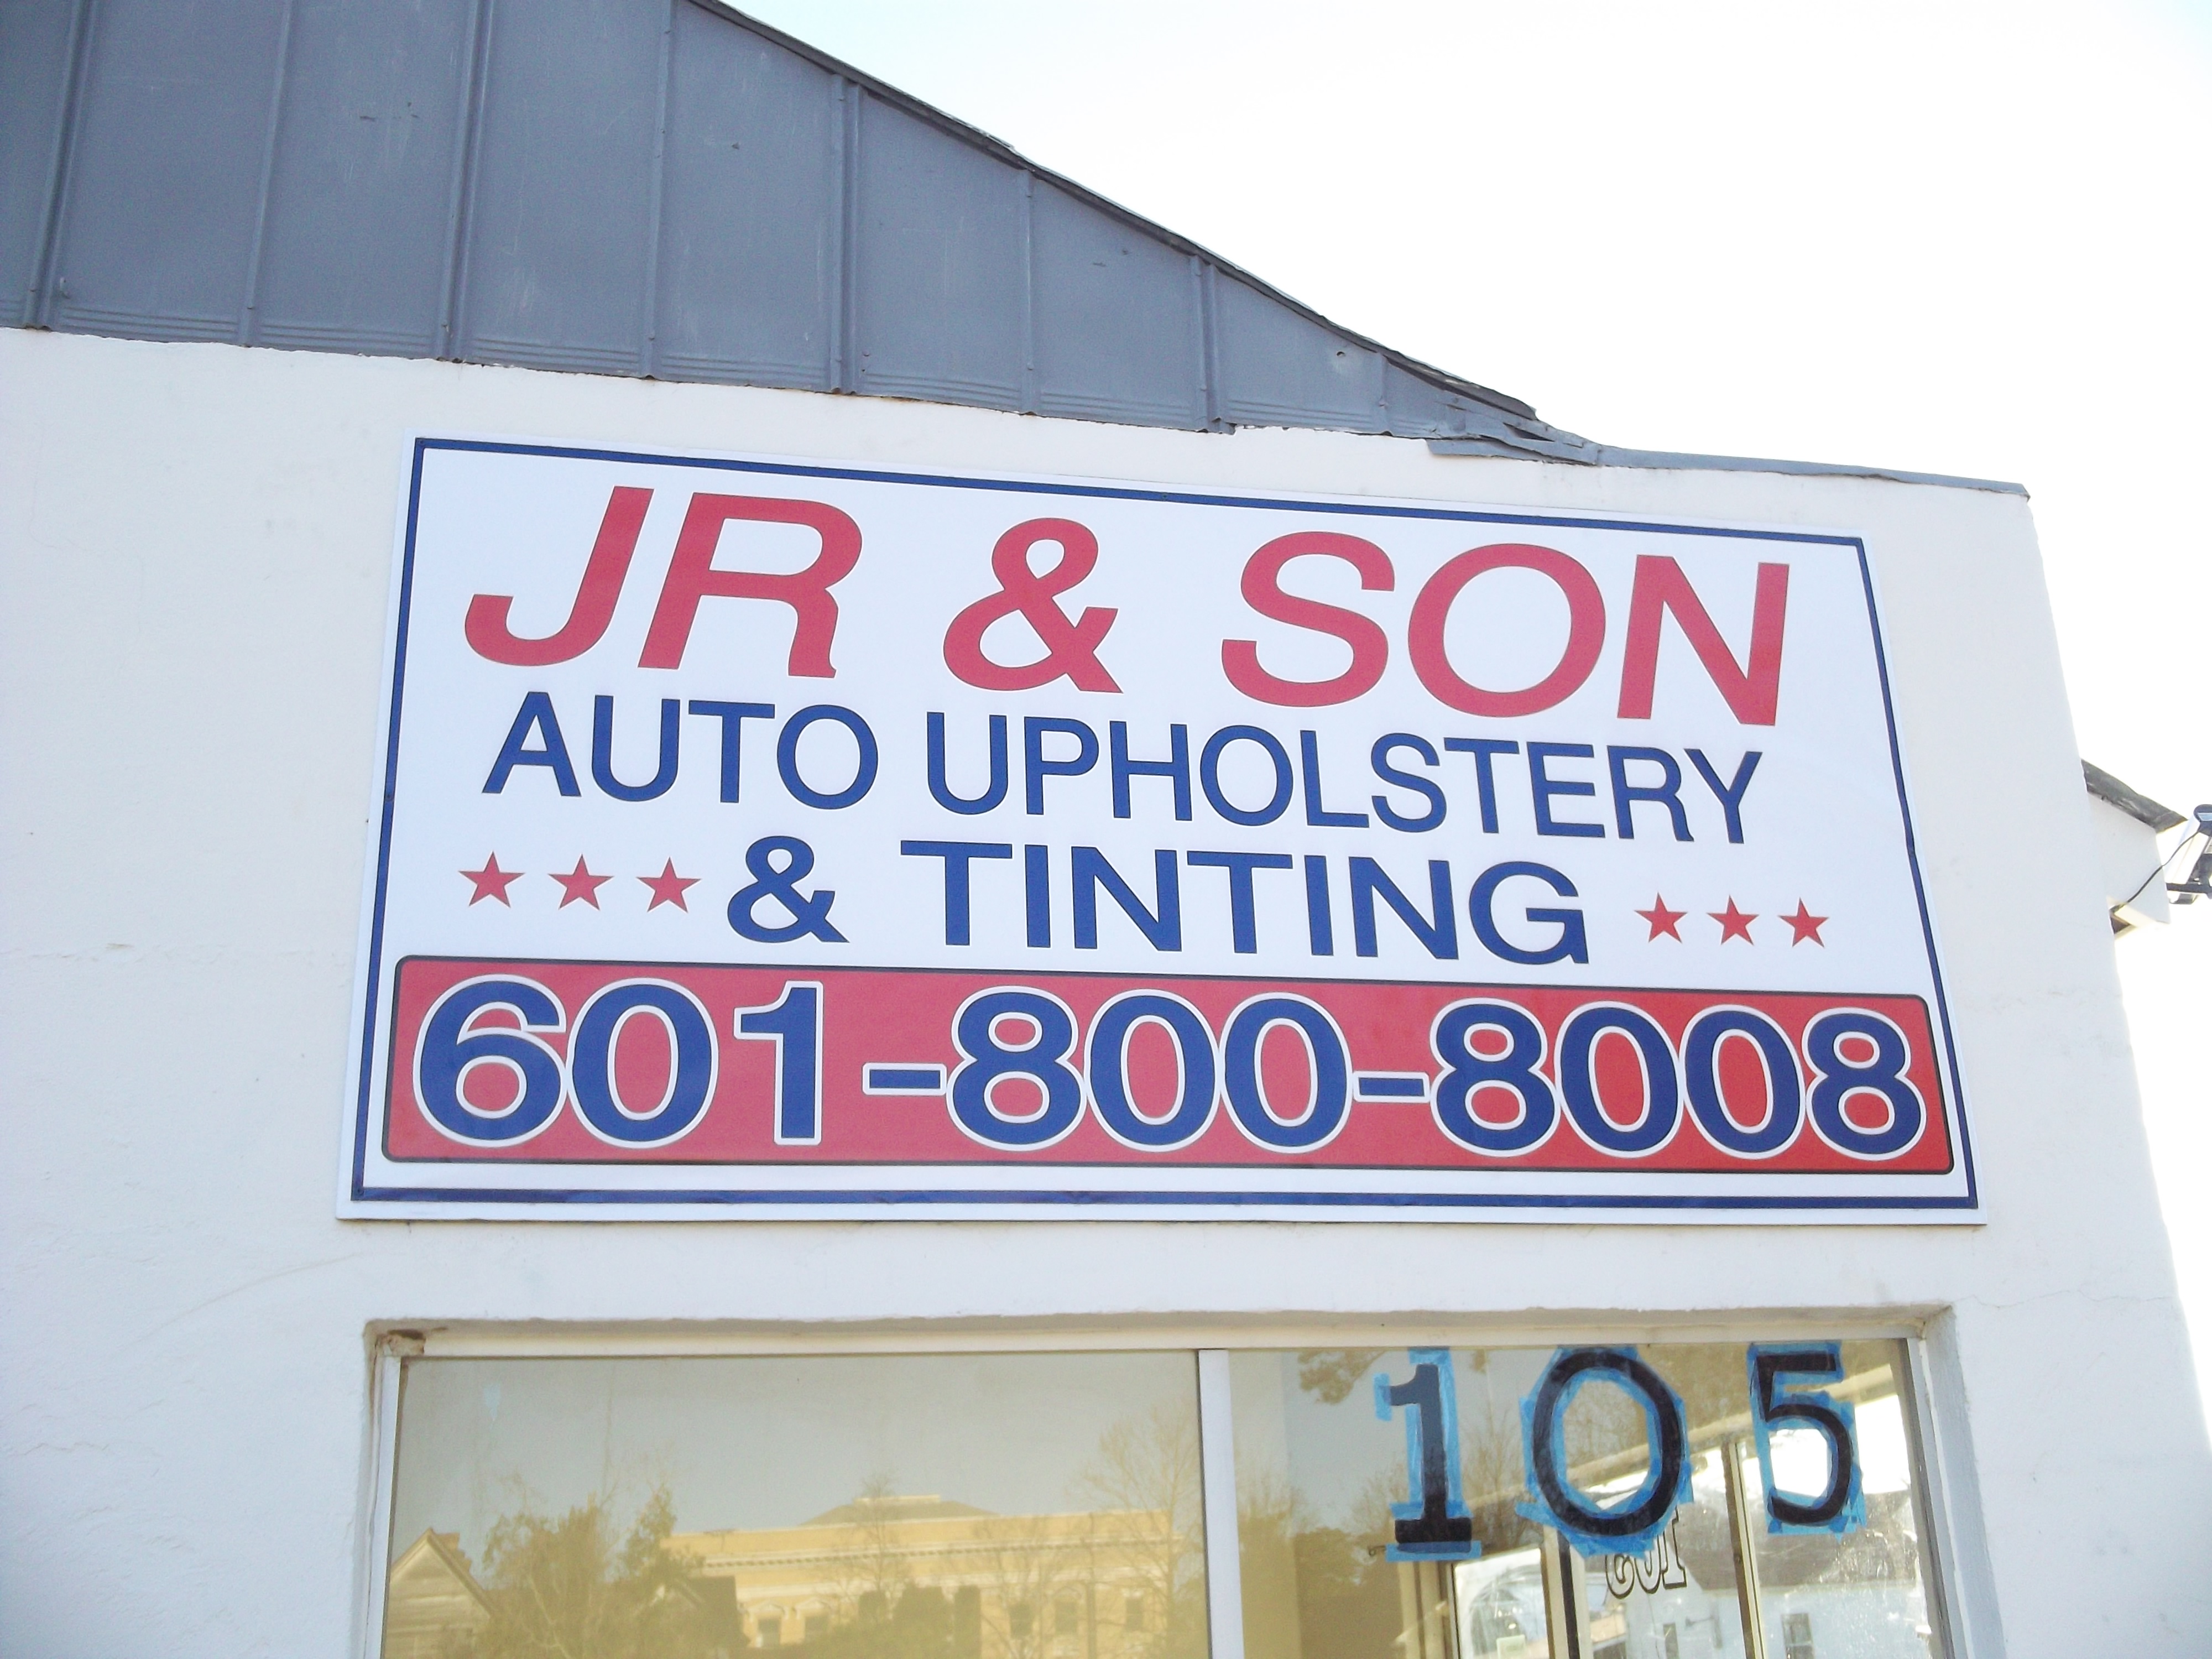 JR & SON
AUTO UPHOLSTERY
& TINTING
601-800-8008
105